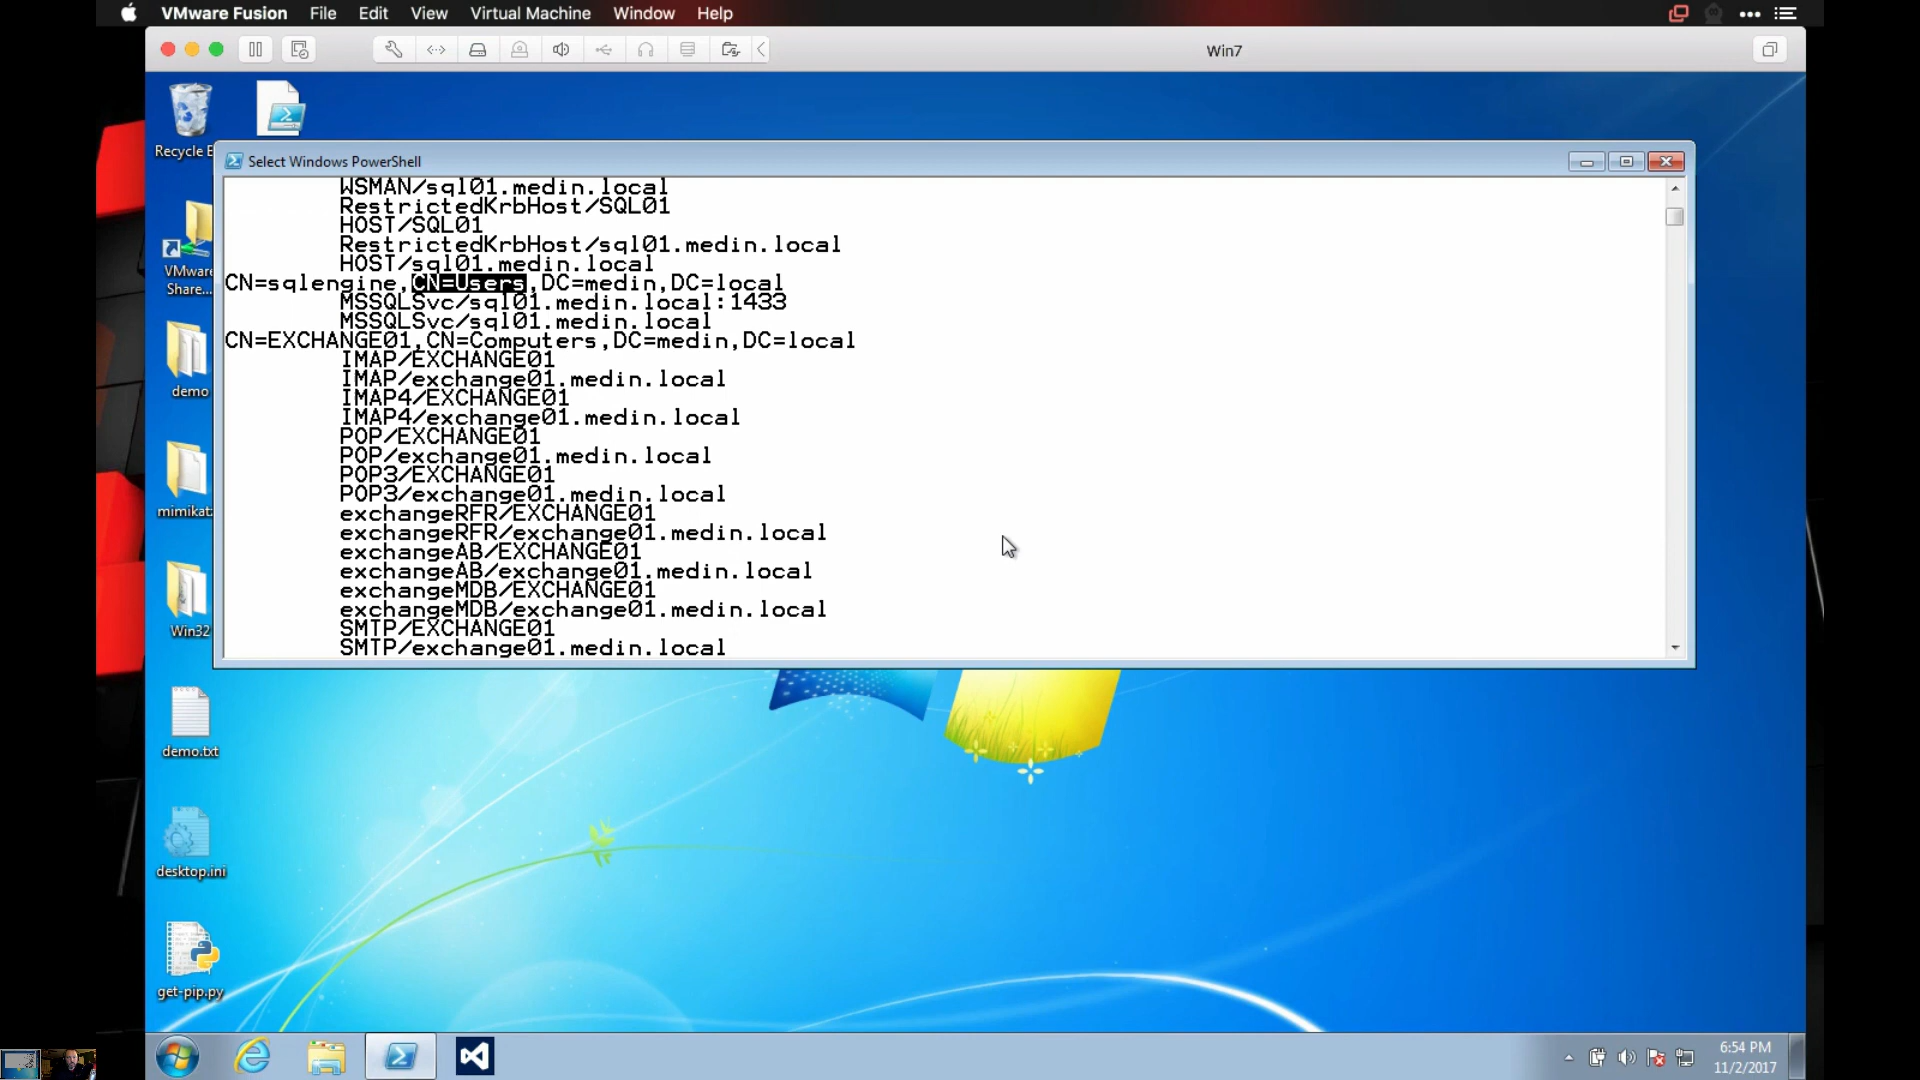 VMware Fusion File Edit View Virtual Machine Window Help
Win7
Recycle B
Select Windows PowerShell
WSMAN/sql01.medin.local
RestrictedKrbHost/SQL01
HOST/SQL01
RestrictedKrbHost/sql01.medin.local
HOST/sql01.medin.local
CN=sqlengine,CN=Users,DC=medin,DC=local
MSSQLSvc/sql01.medin.local:1433
MSSQLSvc/sql01.medin.local
CN=EXCHANGE01,CN=Computers,DC=medin,DC=local
IMAP/EXCHANGE01
IMAP/exchange01.medin.local
IMAP4/EXCHANGE01
IMAP4/exchange01.medin.local
POP/EXCHANGE01
POP/exchange01.medin.local
POP3/EXCHANGE01
POP3/exchange01.medin.local
exchangeRFR/EXCHANGE01
exchangeRFR/exchange01.medin.local
exchangeAB/EXCHANGE01
exchangeAB/exchange01.medin.local
exchangeMDB/EXCHANGE01
exchangeMDB/exchange01.medin.local
SMTP/EXCHANGE01
SMTP/exchange01.medin.local
VMware
Share...
demo
mimikatz
Win32
demo.txt
desktop.ini
get-pip.py
6:54 PM
11/2/2017